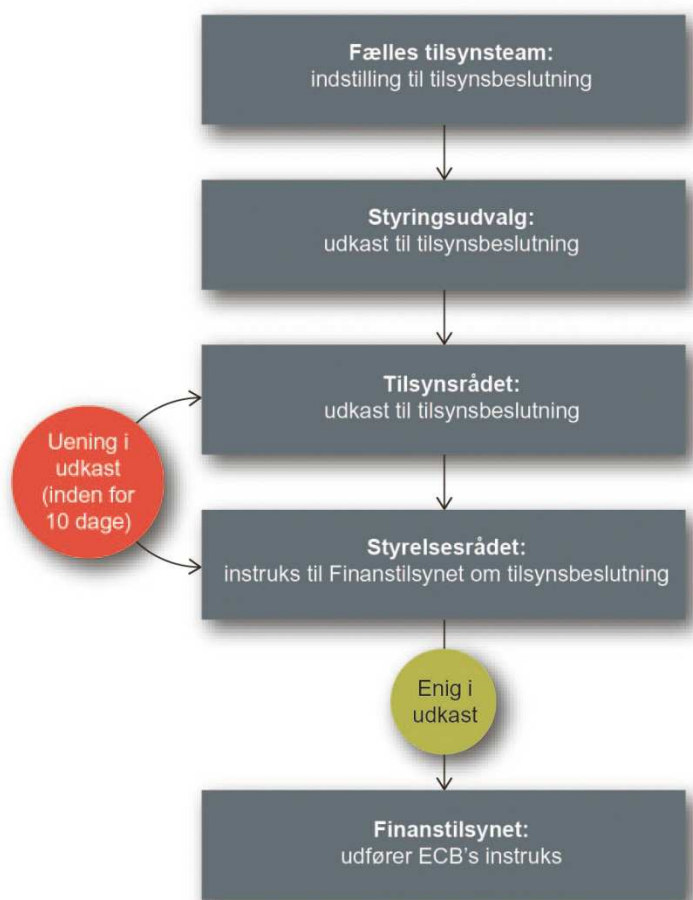 Fælles tilsynsteam:
indstilling til tilsynsbeslutning
Styringsudvalg:
udkast til tilsynsbeslutning
Tilsynsrådet:
udkast til tilsynsbeslutning
Uening i
udkast
(inden for
10 dage)
Styrelsesrådet:
instruks til Finanstilsynet om tilsynsbeslutning
Enig i
udkast
Finanstilsynet:
udfører ECB's instruks